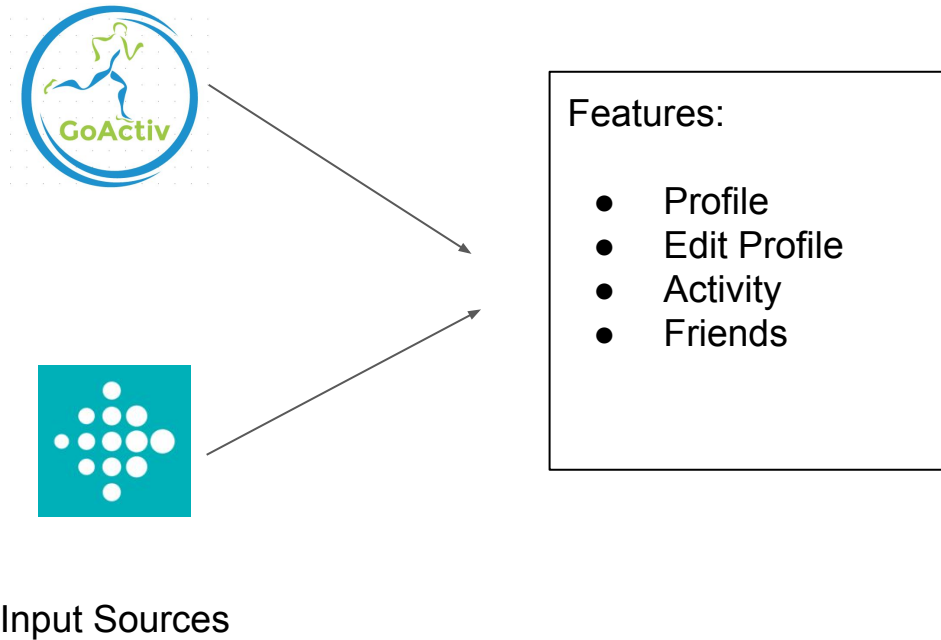 GoActiv
Features:
● Profile
● Edit Profile
● Activity
● Friends
Input Sources